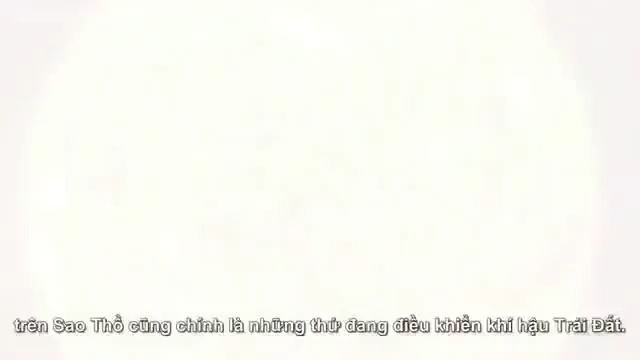 trên Sao Thổ cũng chính là những thứ đang điều khiển khí hậu Trái Đất.